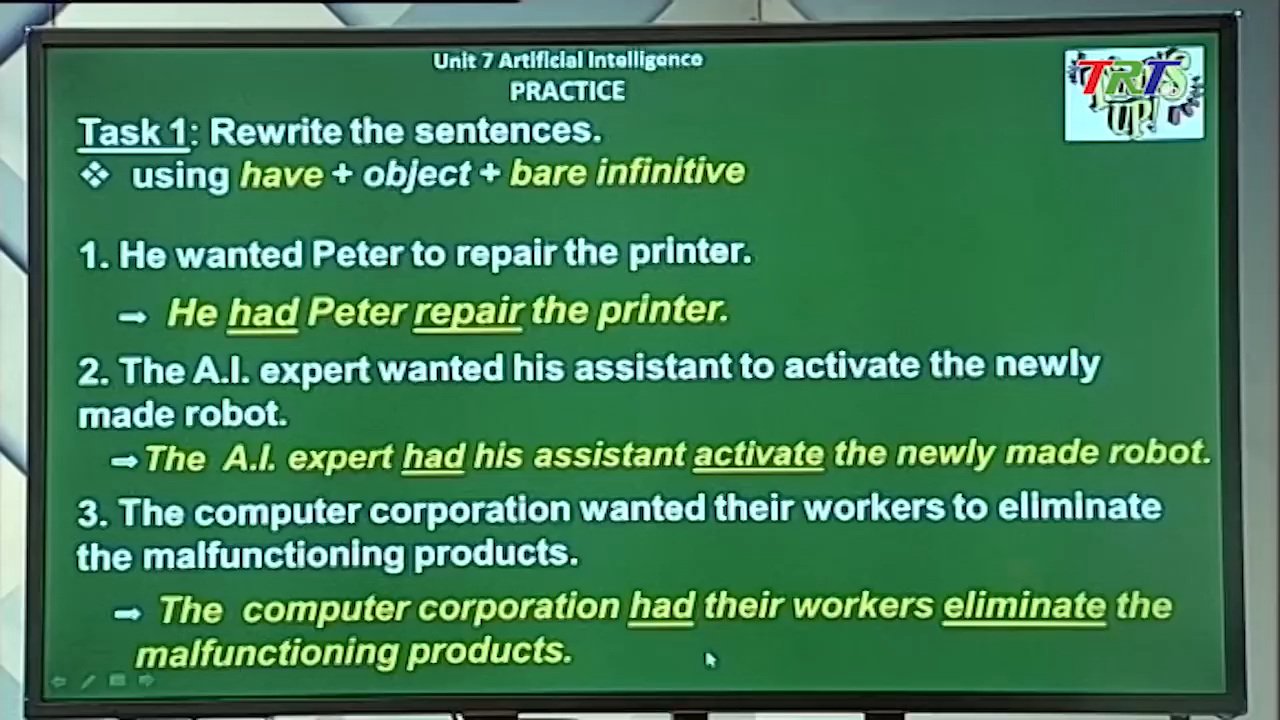 Unit 7 Artificial Intelligence
PRACTICE
TRT
UP!
Task 1: Rewrite the sentences.
❖ using have + object + bare infinitive
1. He wanted Peter to repair the printer.
➡ He had Peter repair the printer.
2. The A.I. expert wanted his assistant to activate the newly
made robot.
➡ The A.I. expert had his assistant activate the newly made robot.
3. The computer corporation wanted their workers to eliminate
the malfunctioning products.
➡ The computer corporation had their workers eliminate the
malfunctioning products.